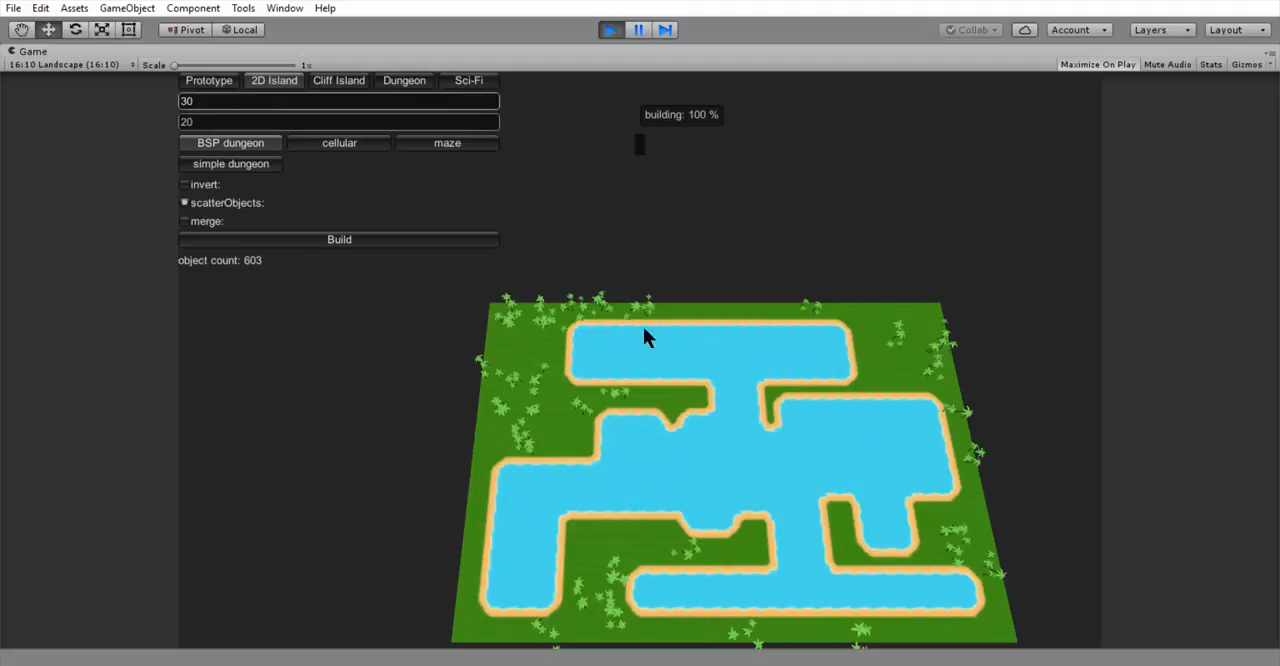 File Edit Assets GameObject Component Tools Window Help
Pivot Local Collab Account Layers Layout
Game
16:10 Landscape (16:10) Scale 1x Maximize On Play Mute Audio Stats Gizmos
Prototype 2D Island Cliff Island Dungeon Sci-Fi
30
building: 100 %
20
BSP dungeon cellular maze
simple dungeon
invert:
scatterObjects:
merge:
Build
object count: 603